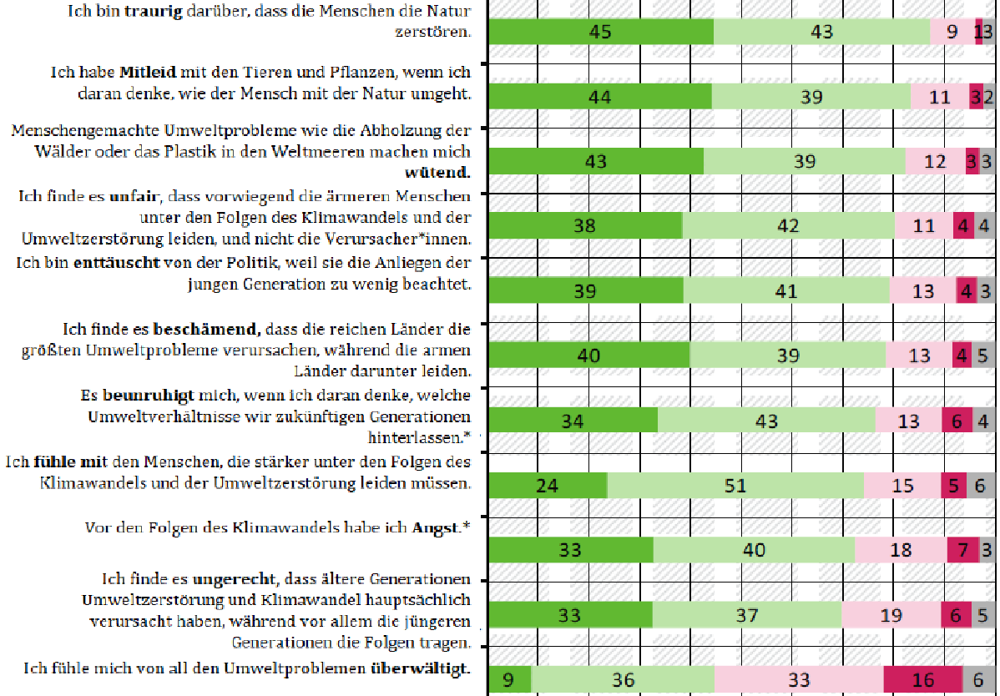 Ich bin traurig darüber, dass die Menschen die Natur
zerstören.
45 43 9 1 3
Ich habe Mitleid mit den Tieren und Pflanzen, wenn ich
daran denke, wie der Mensch mit der Natur umgeht.
44 39 11 3 2
Menschengemachte Umweltprobleme wie die Abholzung der
Wälder oder das Plastik in den Weltmeeren machen mich
wütend.
43 39 12 3 3
Ich finde es unfair, dass vorwiegend die ärmeren Menschen
unter den Folgen des Klimawandels und der
Umweltzerstörung leiden, und nicht die Verursacher*innen.
38 42 11 4 4
Ich bin enttäuscht von der Politik, weil sie die Anliegen der
jungen Generation zu wenig beachtet.
39 41 13 4 3
Ich finde es beschämend, dass die reichen Länder die
größten Umweltprobleme verursachen, während die armen
Länder darunter leiden.
40 39 13 4 5
Es beunruhigt mich, wenn ich daran denke, welche
Umweltverhältnisse wir zukünftigen Generationen
hinterlassen.*
34 43 13 6 4
Ich fühle mit den Menschen, die stärker unter den Folgen des
Klimawandels und der Umweltzerstörung leiden müssen.
24 51 15 5 6
Vor den Folgen des Klimawandels habe ich Angst.*
33 40 18 7 3
Ich finde es ungerecht, dass ältere Generationen
Umweltzerstörung und Klimawandel hauptsächlich
verursacht haben, während vor allem die jüngeren
Generationen die Folgen tragen.
33 37 19 6 5
Ich fühle mich von all den Umweltproblemen überwältigt.
9 36 33 16 6